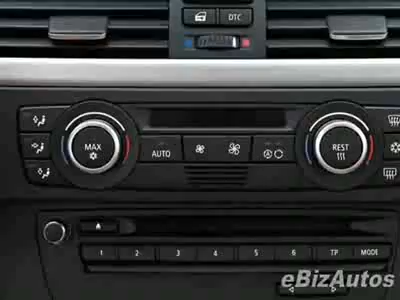 DTC
MAX
AUTO
REST
1 2 3 4 5 6 TP MODE
eBizAutos